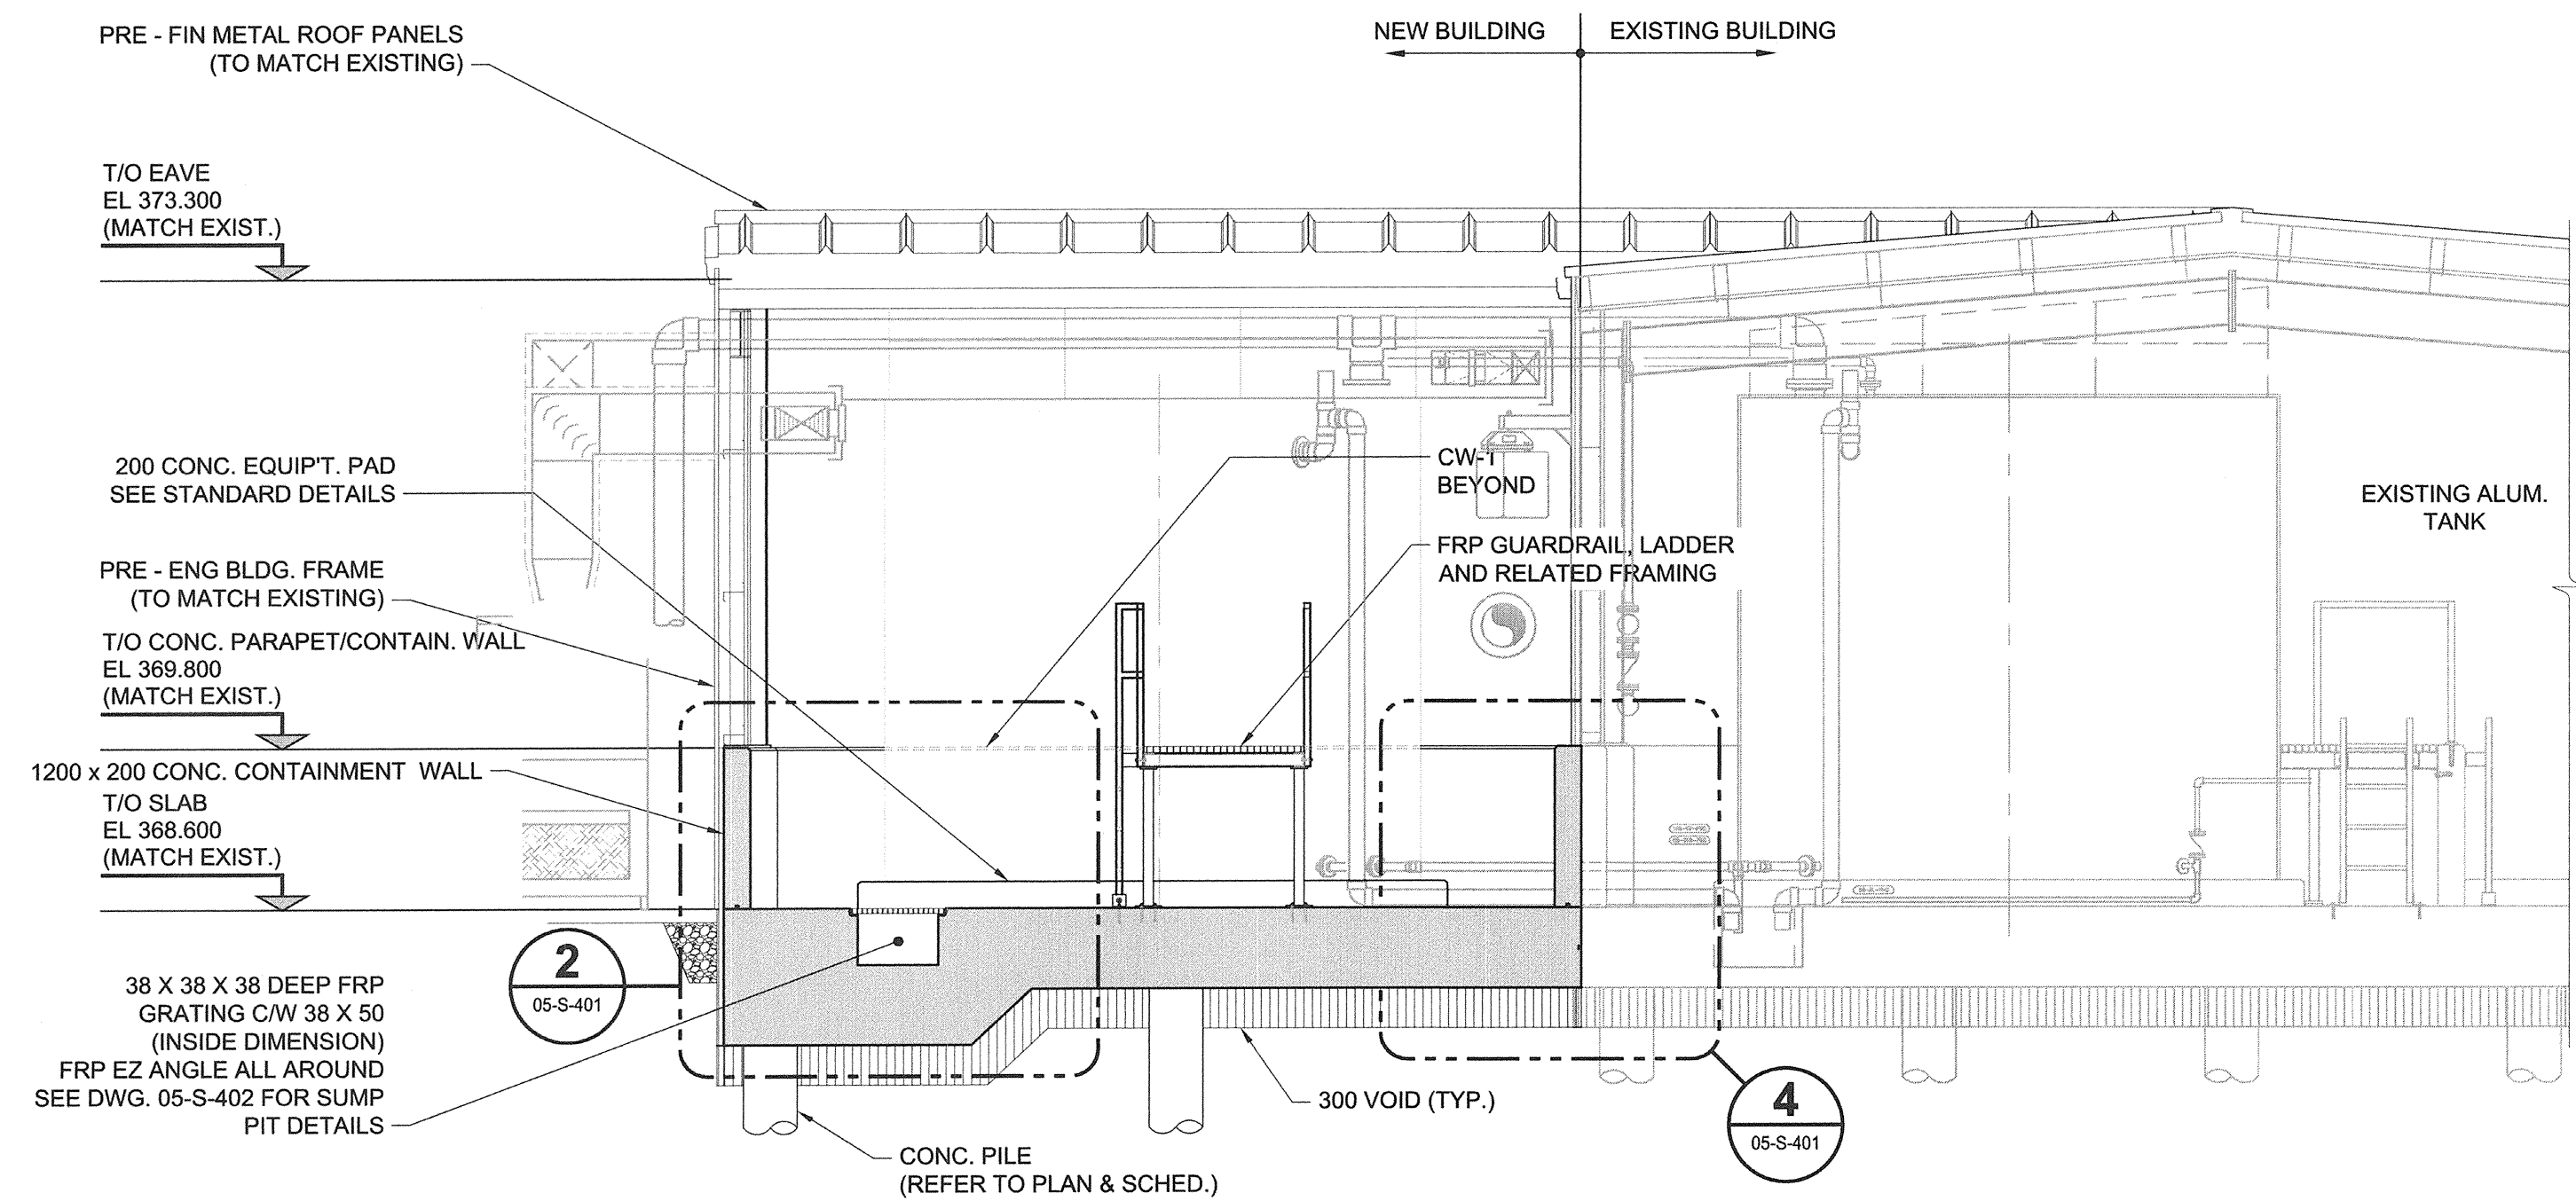 PRE - FIN METAL ROOF PANELS
(TO MATCH EXISTING)
NEW BUILDING
EXISTING BUILDING
T/O EAVE
EL 373.300
(MATCH EXIST.)
200 CONC. EQUIP'T. PAD
SEE STANDARD DETAILS
CW-1
BEYOND
EXISTING ALUM.
TANK
FRP GUARDRAIL, LADDER
AND RELATED FRAMING
PRE - ENG BLDG. FRAME
(TO MATCH EXISTING)
T/O CONC. PARAPET/CONTAIN. WALL
EL 369.800
(MATCH EXIST.)
1200 x 200 CONC. CONTAINMENT WALL
T/O SLAB
EL 368.600
(MATCH EXIST.)
2
05-S-401
38 X 38 X 38 DEEP FRP
GRATING C/W 38 X 50
(INSIDE DIMENSION)
FRP EZ ANGLE ALL AROUND
SEE DWG. 05-S-402 FOR SUMP
PIT DETAILS
300 VOID (TYP.)
4
05-S-401
CONC. PILE
(REFER TO PLAN & SCHED.)